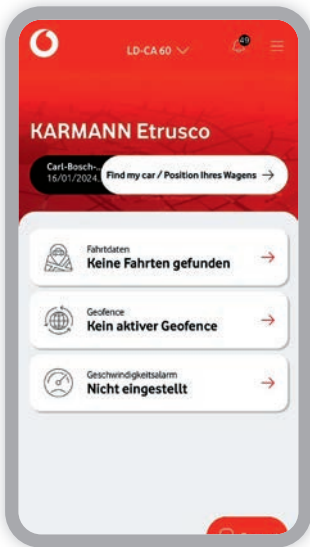 LD-CA 60
49
KARMANN Etrusco
Carl-Bosch-..
16/01/2024
Find my car / Position Ihres Wagens →
Fahrtdaten
Keine Fahrten gefunden
Geofence
Kein aktiver Geofence
Geschwindigkeitsalarm
Nicht eingestellt